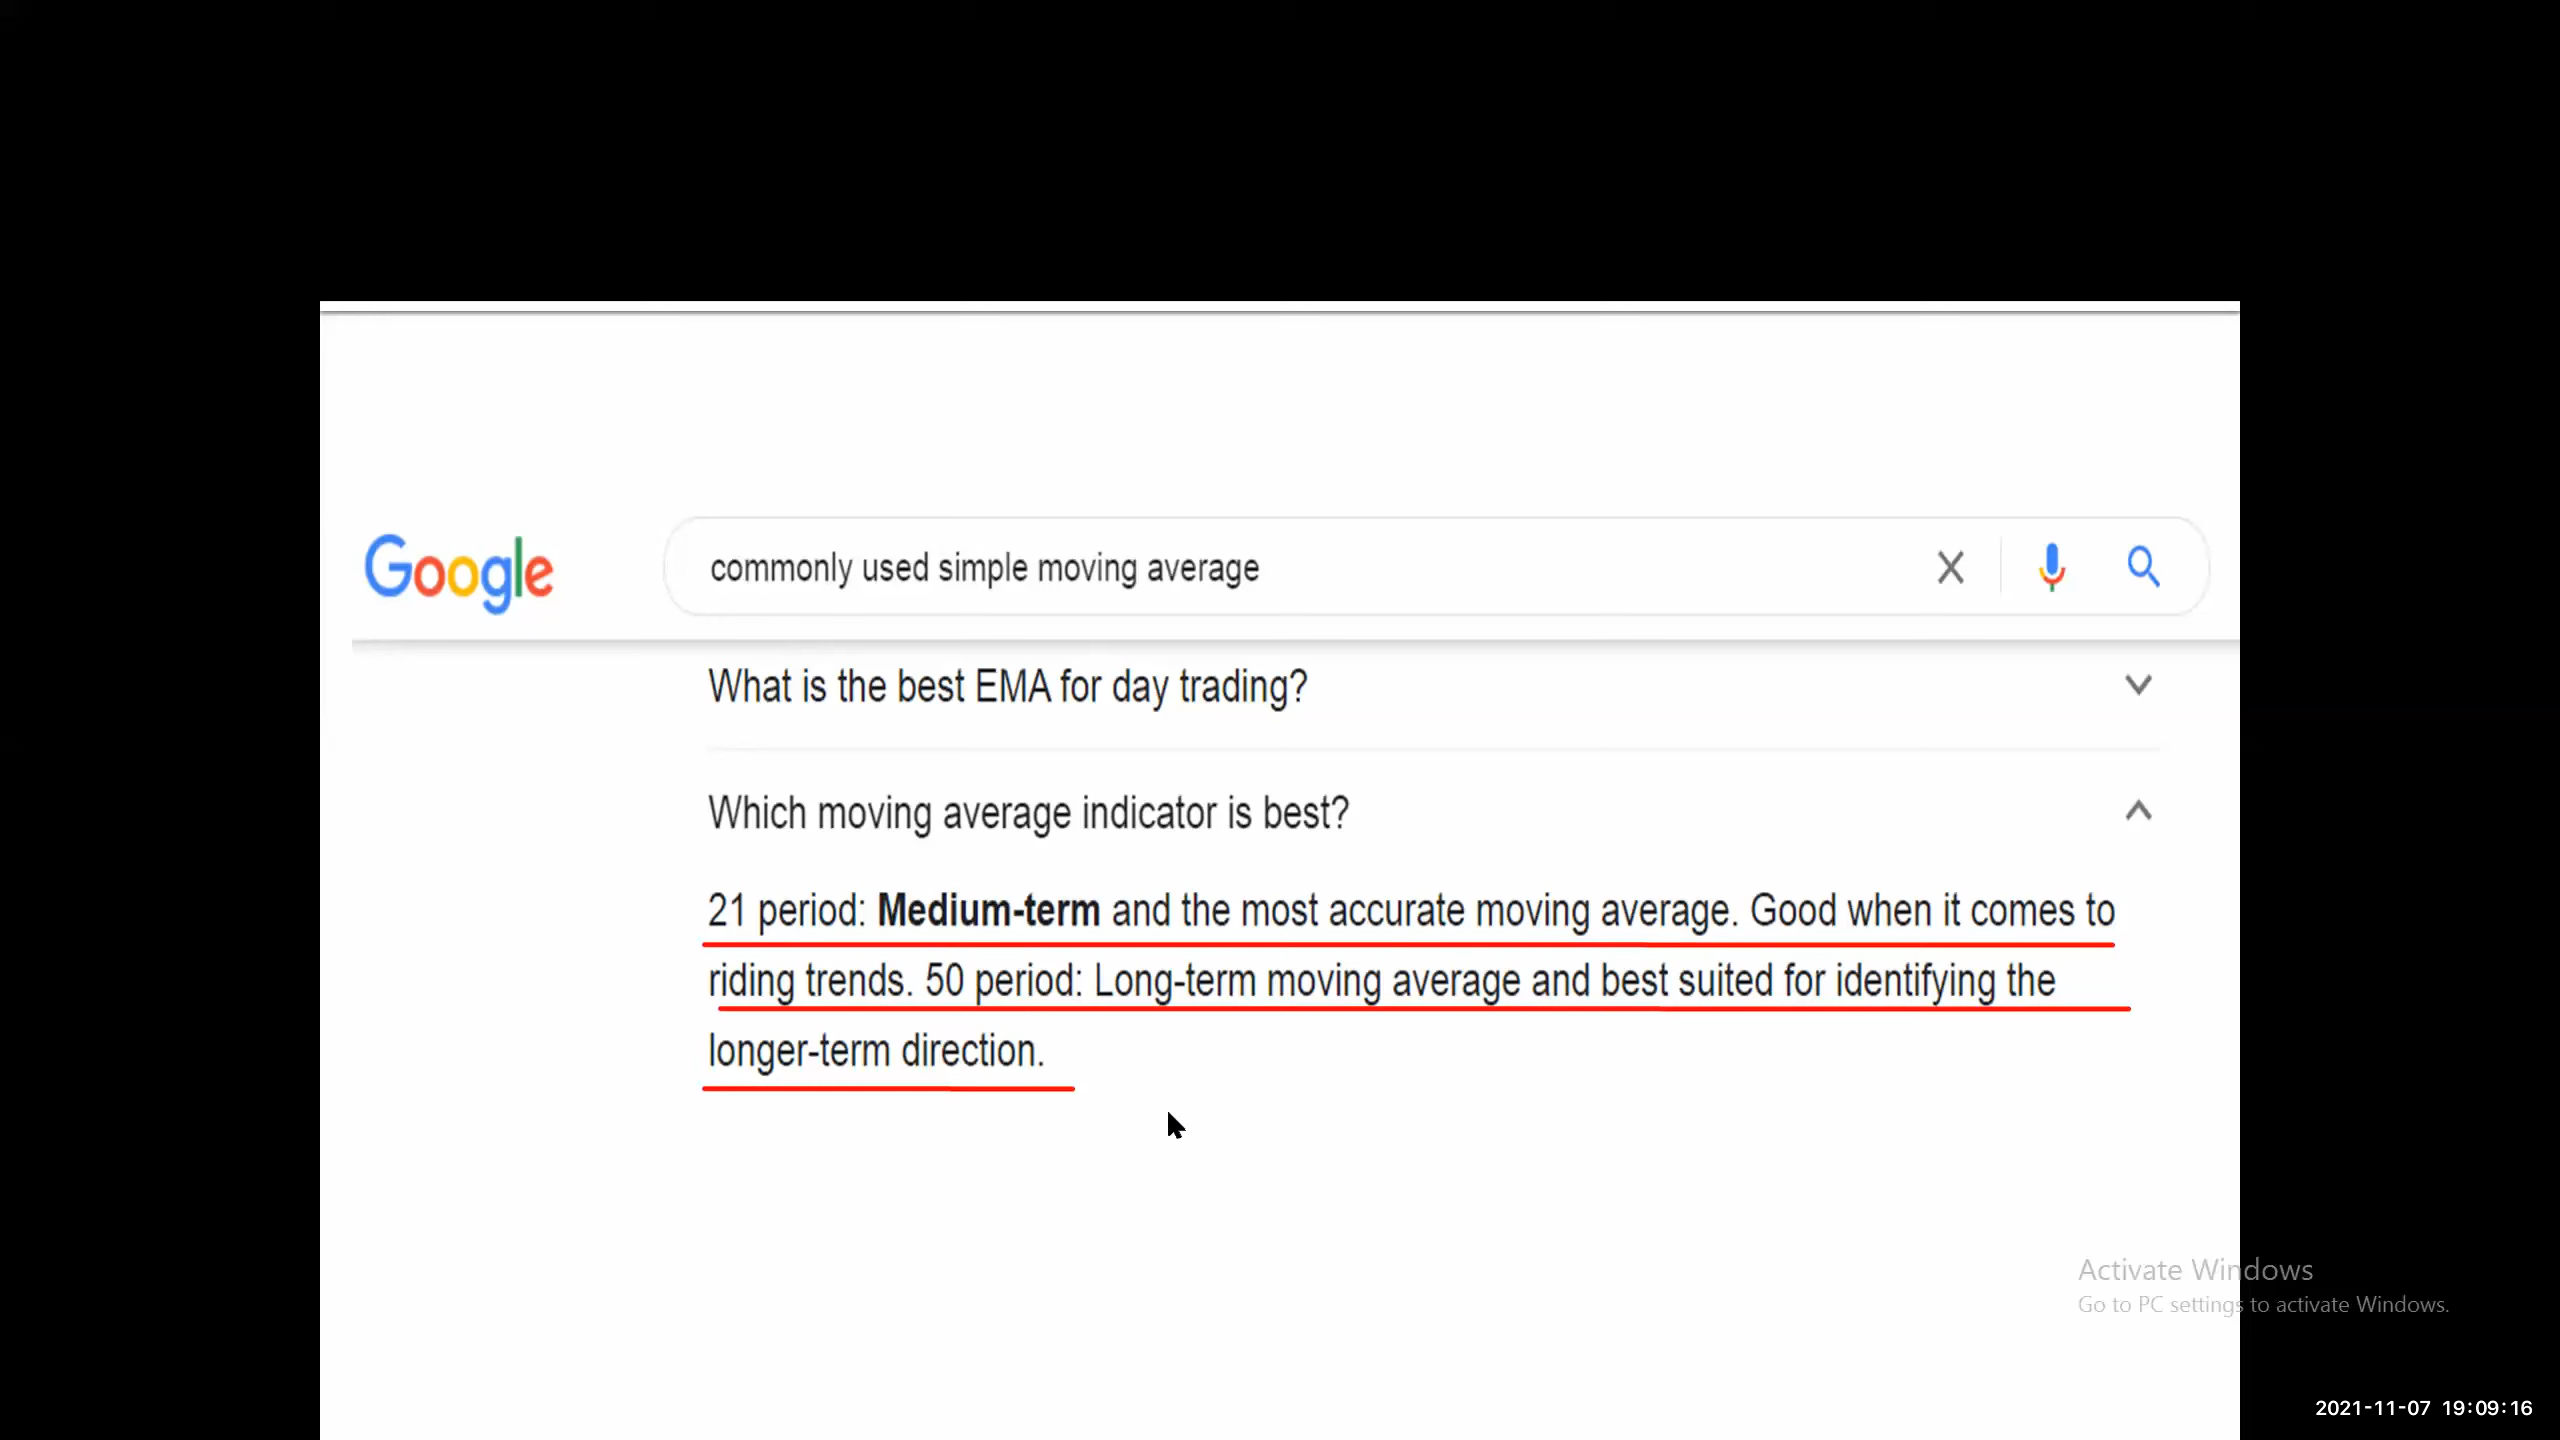 Google
commonly used simple moving average
What is the best EMA for day trading?
Which moving average indicator is best?
21 period: Medium-term and the most accurate moving average. Good when it comes to
riding trends. 50 period: Long-term moving average and best suited for identifying the
longer-term direction.
Activate Windows
Go to PC settings to activate Windows.
2021-11-07 19:09:16